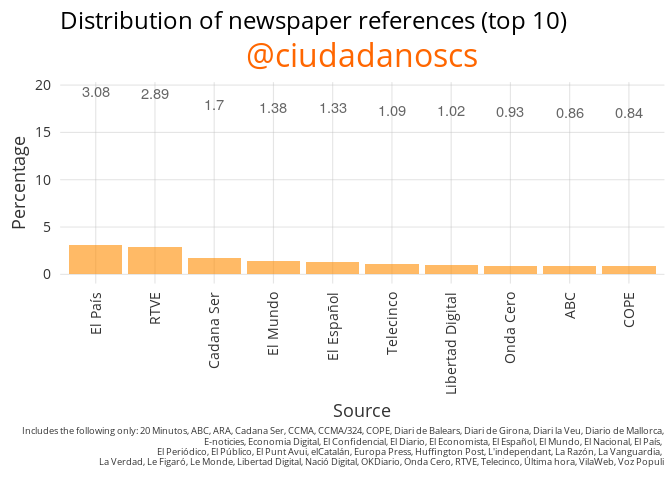 Distribution of newspaper references (top 10)
@ciudadanoscs
20
15
10
5
0
Percentage
3.08 2.89 1.7 1.38 1.33 1.09 1.02 0.93 0.86 0.84
El País
RTVE
Cadana Ser
El Mundo
El Español
Telecinco
Libertad Digital
Onda Cero
ABC
COPE
Source
Includes the following only: 20 Minutos, ABC, ARA, Cadana Ser, CCMA, CCMA/324, COPE, Diari de Balears, Diari de Girona, Diari la Veu, Diario de Mallorca,
E-noticies, Economia Digital, El Confidencial, El Diario, El Economista, El Español, El Mundo, El Nacional, El País,
El Periódico, El Público, El Punt Avui, elCatalán, Europa Press, Huffington Post, L'independant, La Razón, La Vanguardia,
La Verdad, Le Figaró, Le Monde, Libertad Digital, Nació Digital, OKDiario, Onda Cero, RTVE, Telecinco, Última hora, VilaWeb, Voz Populi